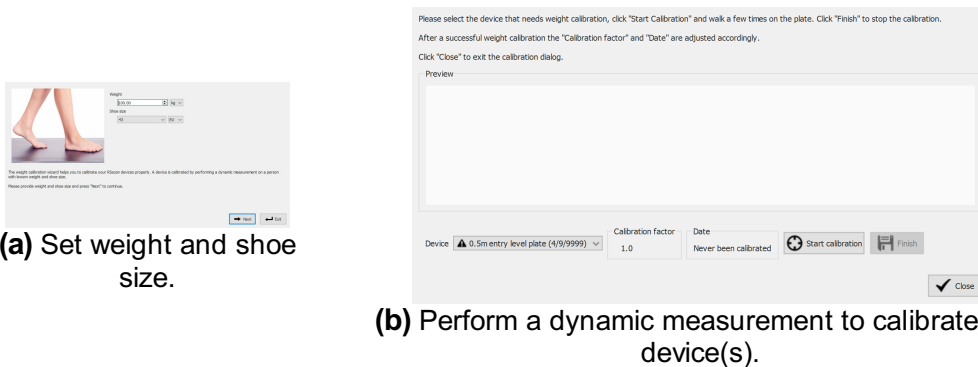 Please select the device that needs weight calibration, click "Start Calibration" and walk a few times on the plate. Click "Finish" to stop the calibration.
After a successful weight calibration the "Calibration factor" and "Date" are adjusted accordingly.
Click "Close" to exit the calibration dialog.
Preview
Device 0.5m entry level plate (4/9/9999) Calibration factor 1.0 Date Never been calibrated Start calibration Finish
Close
Weight
100.00 kg
Shoe size
EU
The weight calibration wizard helps you to calibrate your RSscan devices properly. A device is calibrated by performing a dynamic measurement on a person
with known weight and shoe size.
Please provide weight and shoe size and press "Next" to continue.
Next Exit
(a) Set weight and shoe
size.
(b) Perform a dynamic measurement to calibrate
device(s).